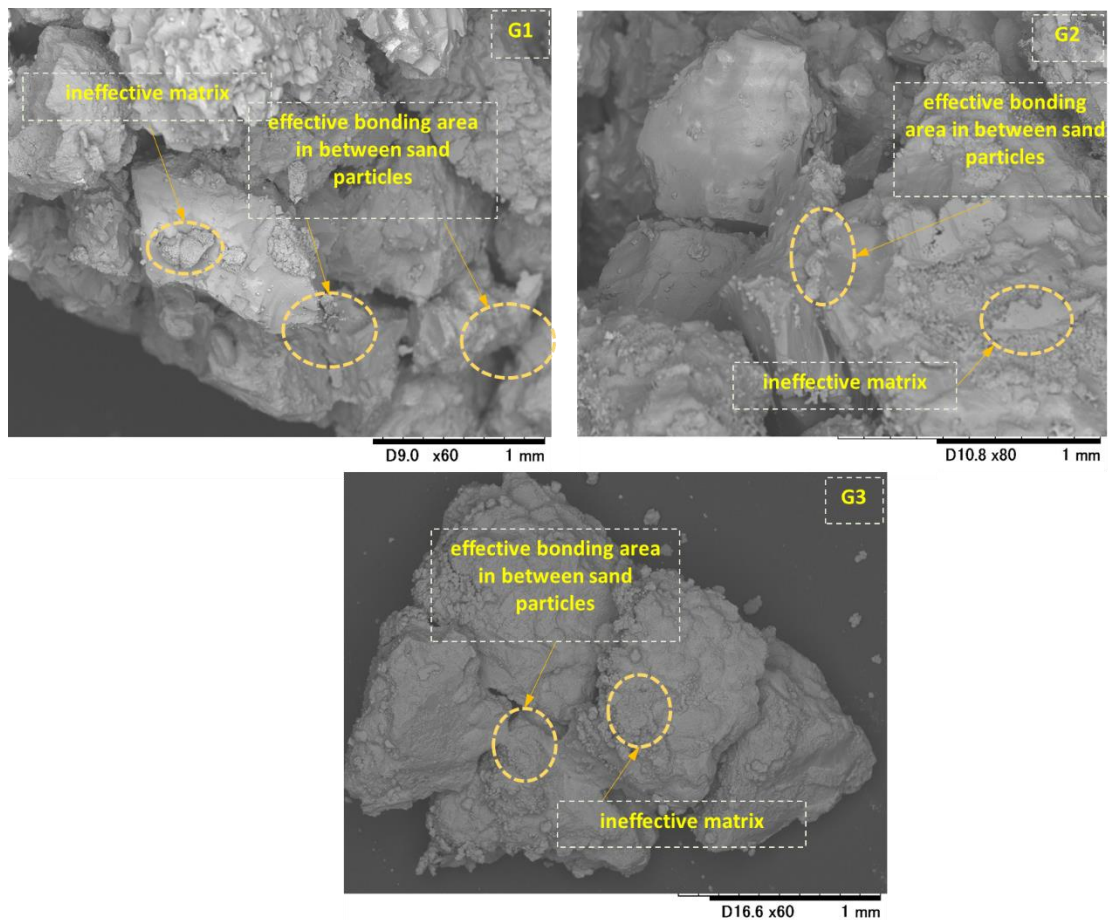 G1
ineffective matrix
effective bonding area
in between sand
particles
D9.0 x60 1 mm
G2
effective bonding
area in between sand
particles
ineffective matrix
D10.8 x80 1 mm
G3
effective bonding area
in between sand
particles
ineffective matrix
D16.6 x60 1 mm